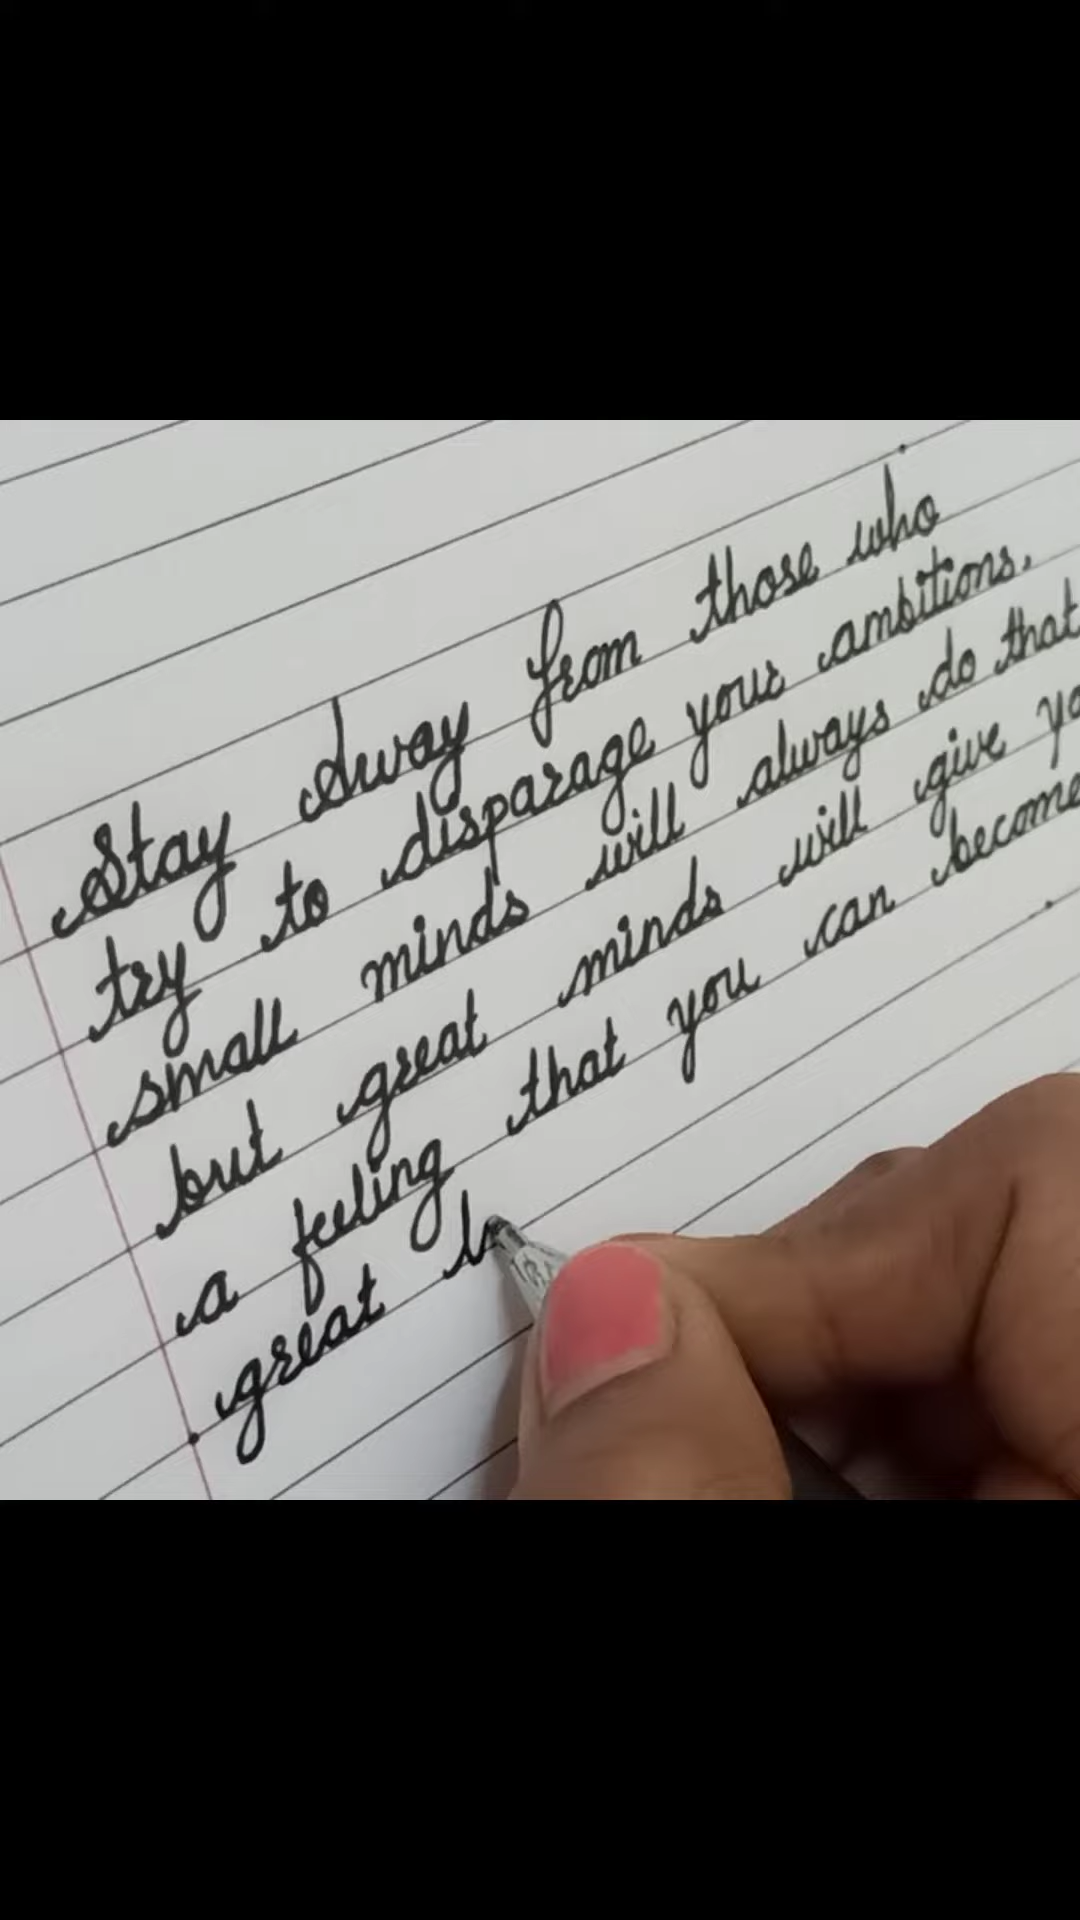 Stay Away from those who
try to disparage your ambitions.
small minds will always do that
but great minds will give yo
a feeling that you can become
great